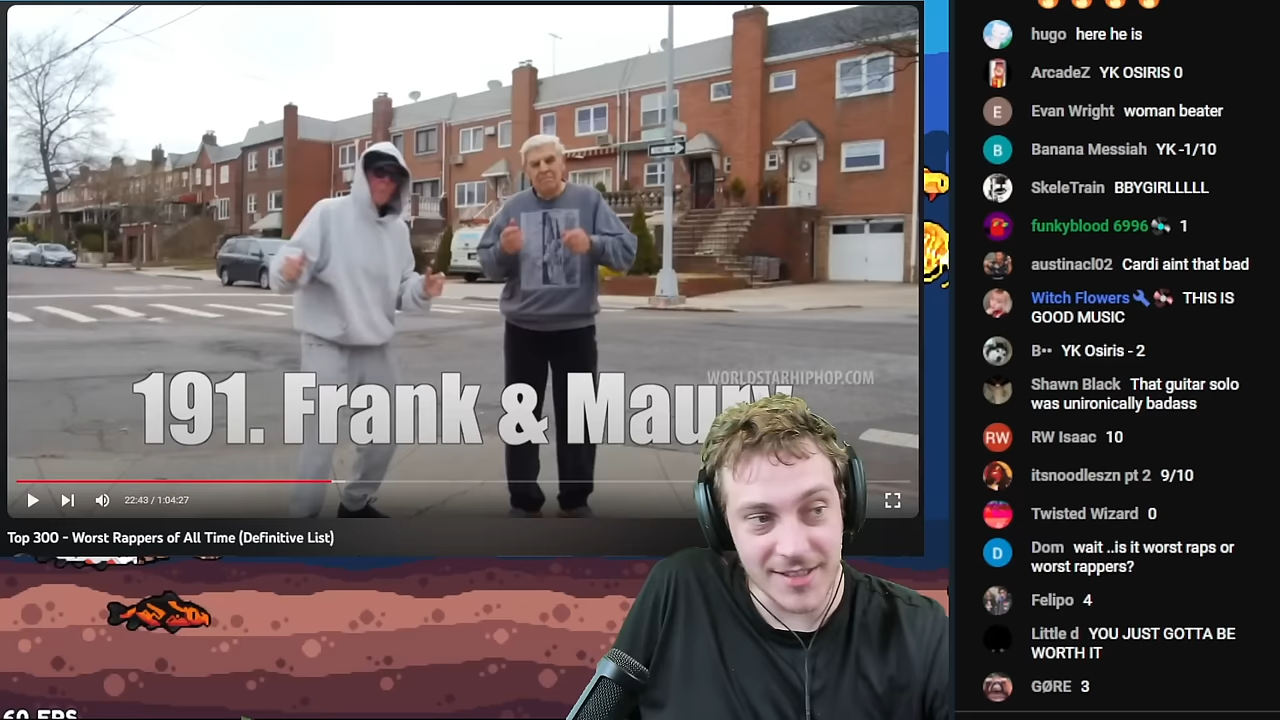 WORLDSTARHIPHOP.COM
191. Frank & Maury
22:43 / 1:04:27
Top 300 - Worst Rappers of All Time (Definitive List)
60 FPS
hugo here he is
ArcadeZ YK OSIRIS 0
E Evan Wright woman beater
B Banana Messiah YK -1/10
SkeleTrain BBYGIRLLLLL
funkyblood 6996 1
austinacl02 Cardi aint that bad
Witch Flowers THIS IS
GOOD MUSIC
B•• YK Osiris - 2
Shawn Black That guitar solo
was unironically badass
RW RW Isaac 10
itsnoodleszn pt 2 9/10
Twisted Wizard 0
D Dom wait ..is it worst raps or
worst rappers?
Felipo 4
Little d YOU JUST GOTTA BE
WORTH IT
GØRE 3